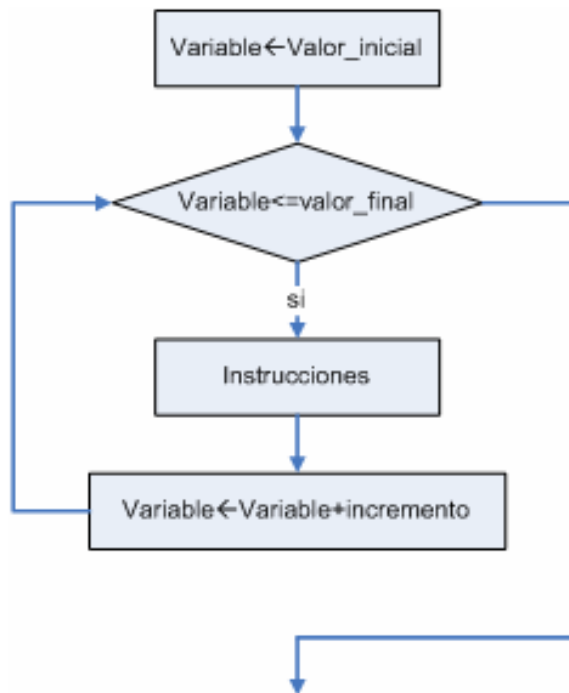 Variable←Valor_inicial
Variable<=valor_final
si
Instrucciones
Variable←Variable+incremento